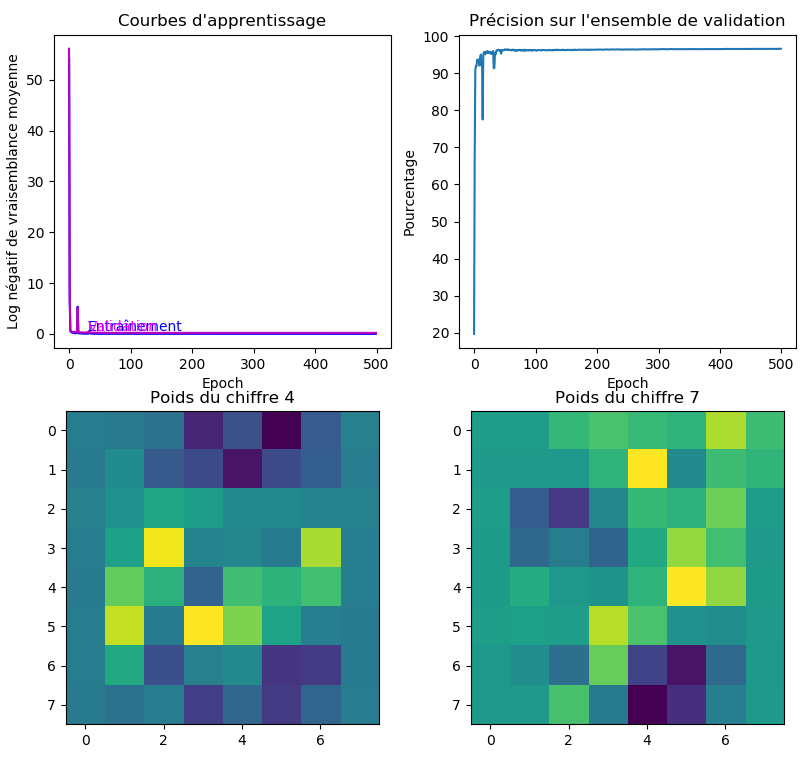 Courbes d'apprentissage
Log négatif de vraisemblance moyenne
50
40
30
20
10
0
Entraînement
Validation
0 100 200 300 400 500
Epoch
Précision sur l'ensemble de validation
Pourcentage
100
90
80
70
60
50
40
30
20
0 100 200 300 400 500
Epoch
Poids du chiffre 4
0
1
2
3
4
5
6
7
0 2 4 6
Poids du chiffre 7
0
1
2
3
4
5
6
7
0 2 4 6